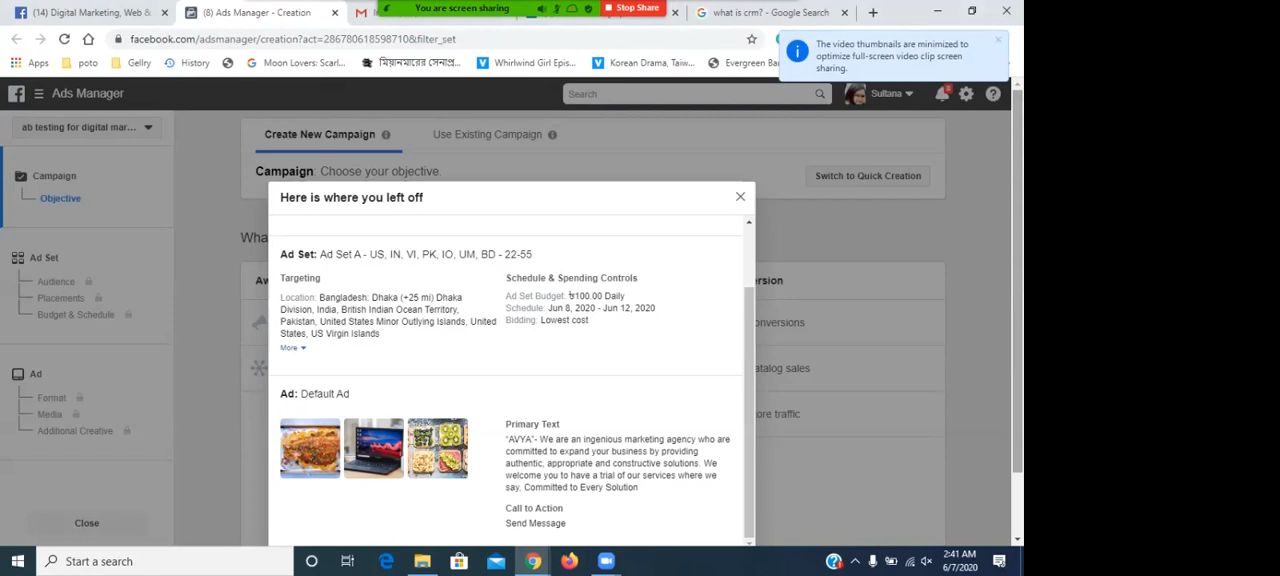 (14) Digital Marketing, Web &
(8) Ads Manager - Creation
You are screen sharing
Stop Share
what is crm? - Google Search
facebook.com/adsmanager/creation?act=286780618598710&filter_set
Apps
poto
Gellry
History
Moon Lovers: Scarl...
মিয়ানমারের সেনাপ্র...
Whirlwind Girl Epis...
Korean Drama, Taiw...
Evergreen Ba
The video thumbnails are minimized to
optimize full-screen video clip screen
sharing.
Ads Manager
Search
Sultana
ab testing for digital mar...
Create New Campaign
Use Existing Campaign
Campaign
Objective
Campaign: Choose your objective.
Switch to Quick Creation
Here is where you left off
Wha
Ad Set
Audience
Placements
Budget & Schedule
Aw
ersion
onversions
atalog sales
ore traffic
Ad Set: Ad Set A - US, IN, VI, PK, IO, UM, BD - 22-55
Targeting
Location: Bangladesh: Dhaka (+25 mi) Dhaka
Division, India, British Indian Ocean Territory,
Pakistan, United States Minor Outlying Islands, United
States, US Virgin Islands
More
Schedule & Spending Controls
Ad Set Budget: ৳100.00 Daily
Schedule: Jun 8, 2020 - Jun 12, 2020
Bidding: Lowest cost
Ad
Format
Media
Additional Creative
Ad: Default Ad
Primary Text
"AVYA"- We are an ingenious marketing agency who are
committed to expand your business by providing
authentic, appropriate and constructive solutions. We
welcome you to have a trial of our services where we
say, Committed to Every Solution
Call to Action
Send Message
Close
Start a search
2:41 AM
6/7/2020